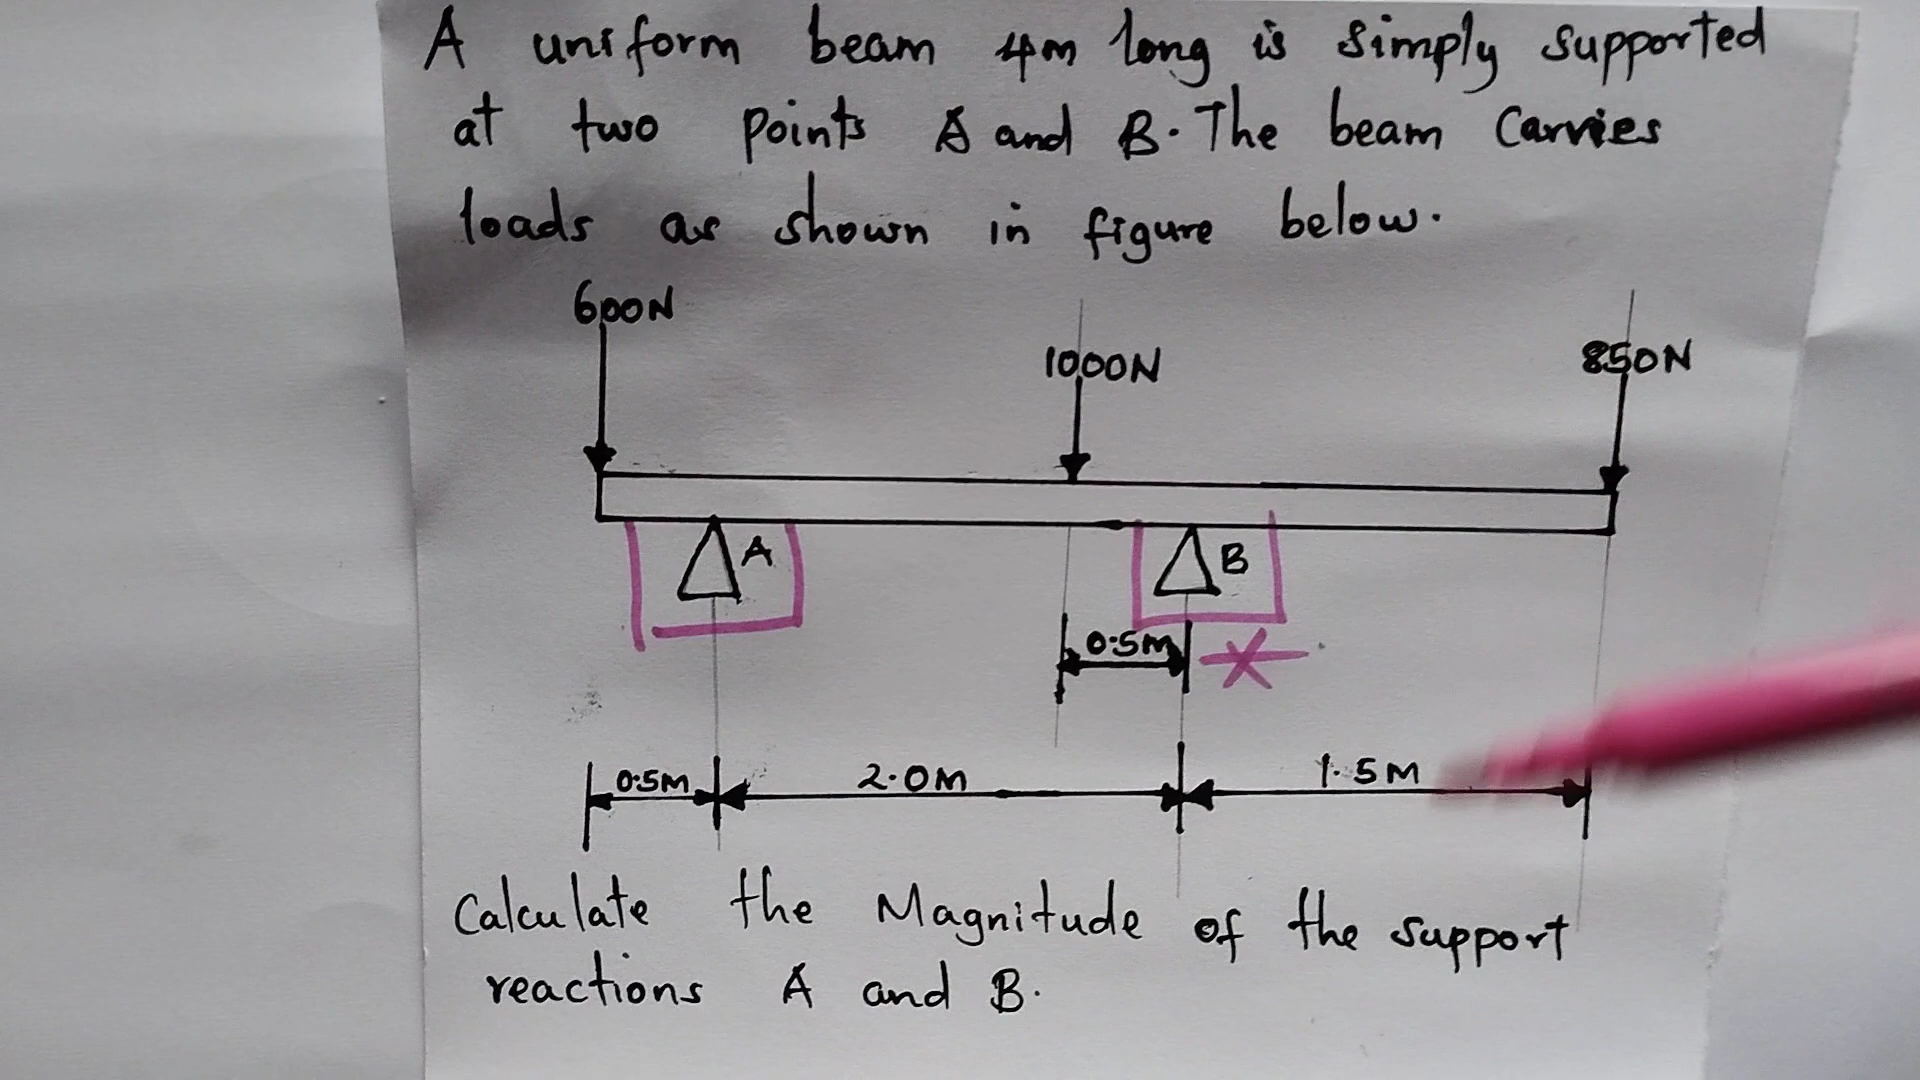 A uniform beam 4m long is simply supported
at two points A and B. The beam carries
loads as shown in figure below.
600N
1000N
850N
A
B
0.5m
0.5M
2.0M
1.5M
Calculate the Magnitude of the support
reactions A and B.